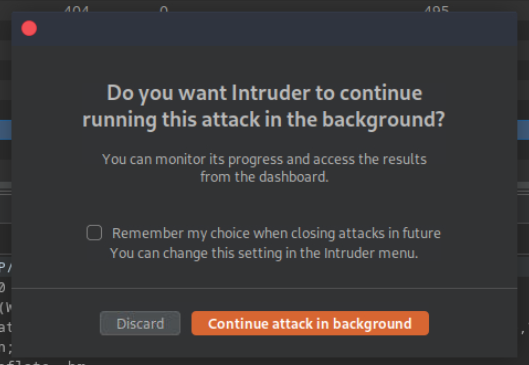 404 0 495
Do you want Intruder to continue
running this attack in the background?
You can monitor its progress and access the results
from the dashboard.
Remember my choice when closing attacks in future
You can change this setting in the Intruder menu.
P/
0
(W
at
n;
Discard
Continue attack in background